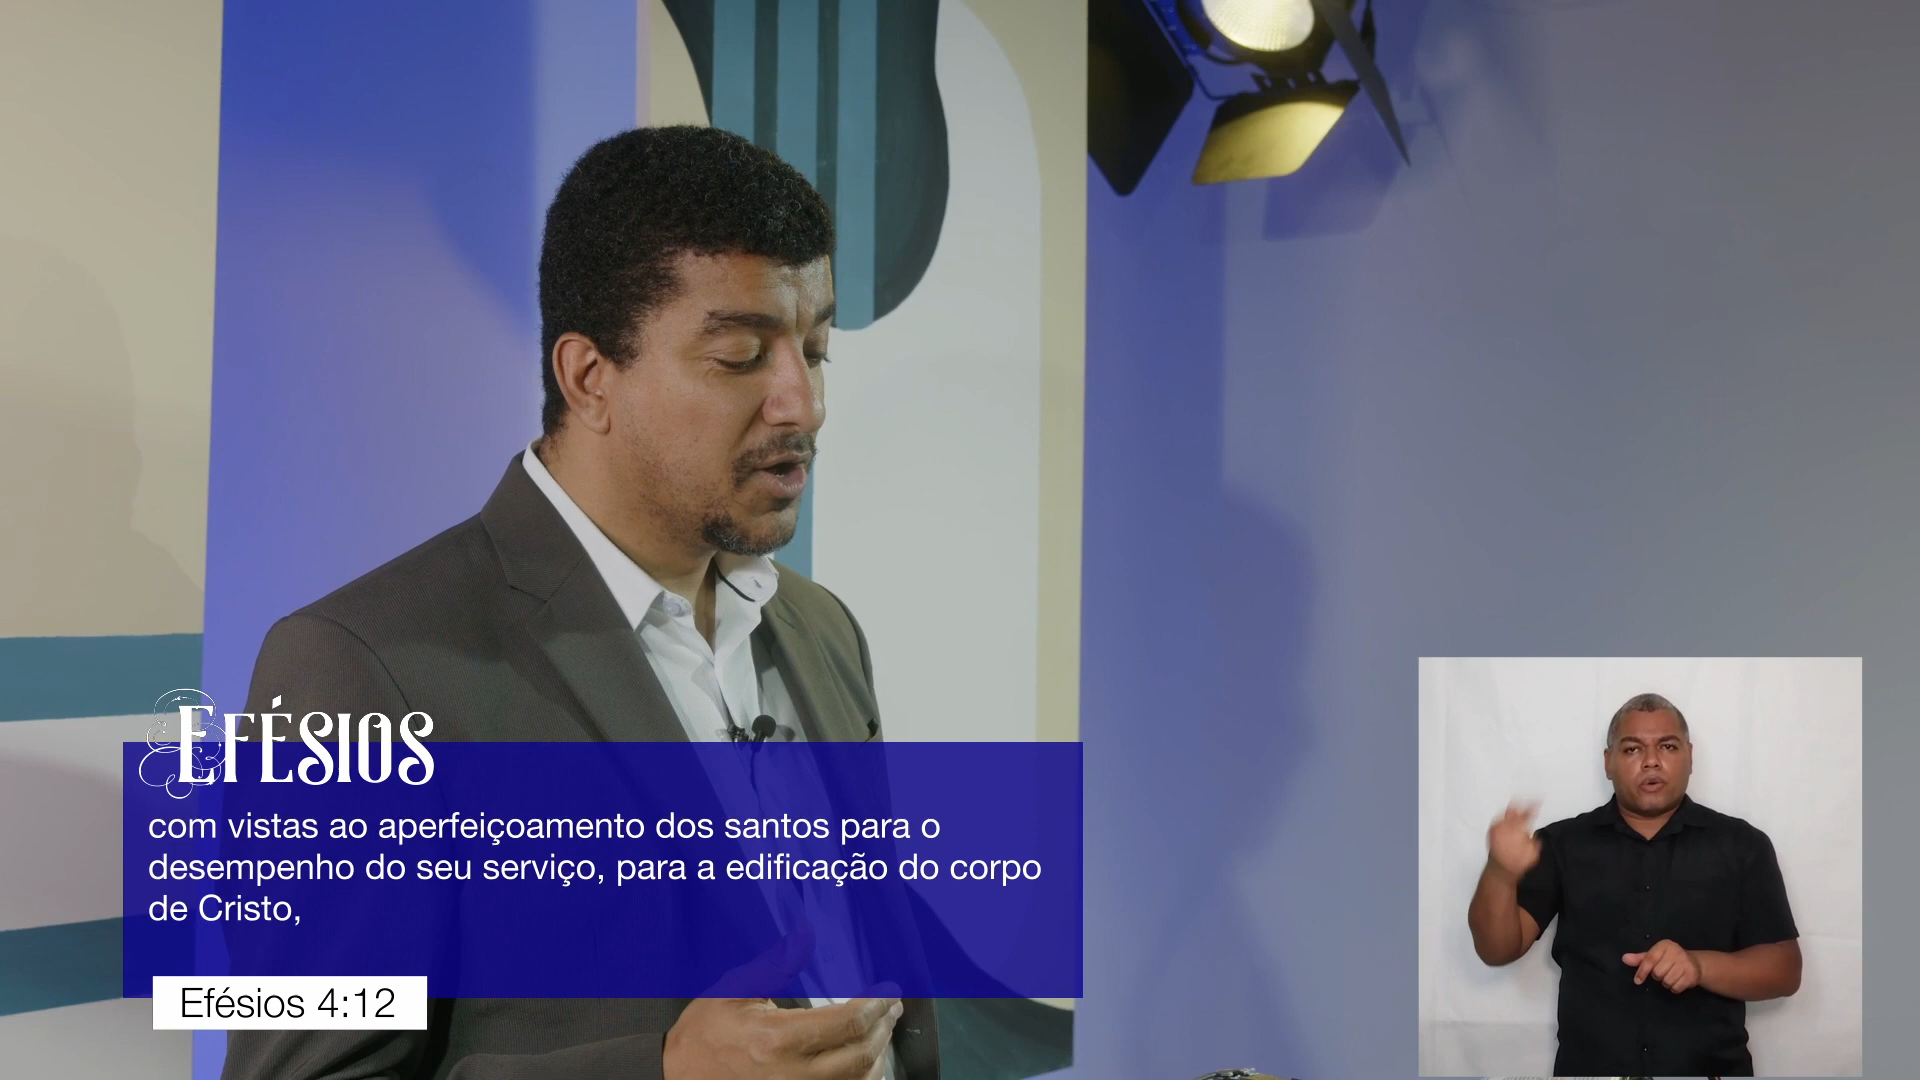 EFÉSIOS
com vistas ao aperfeiçoamento dos santos para o
desempenho do seu serviço, para a edificação do corpo
de Cristo,
Efésios 4:12